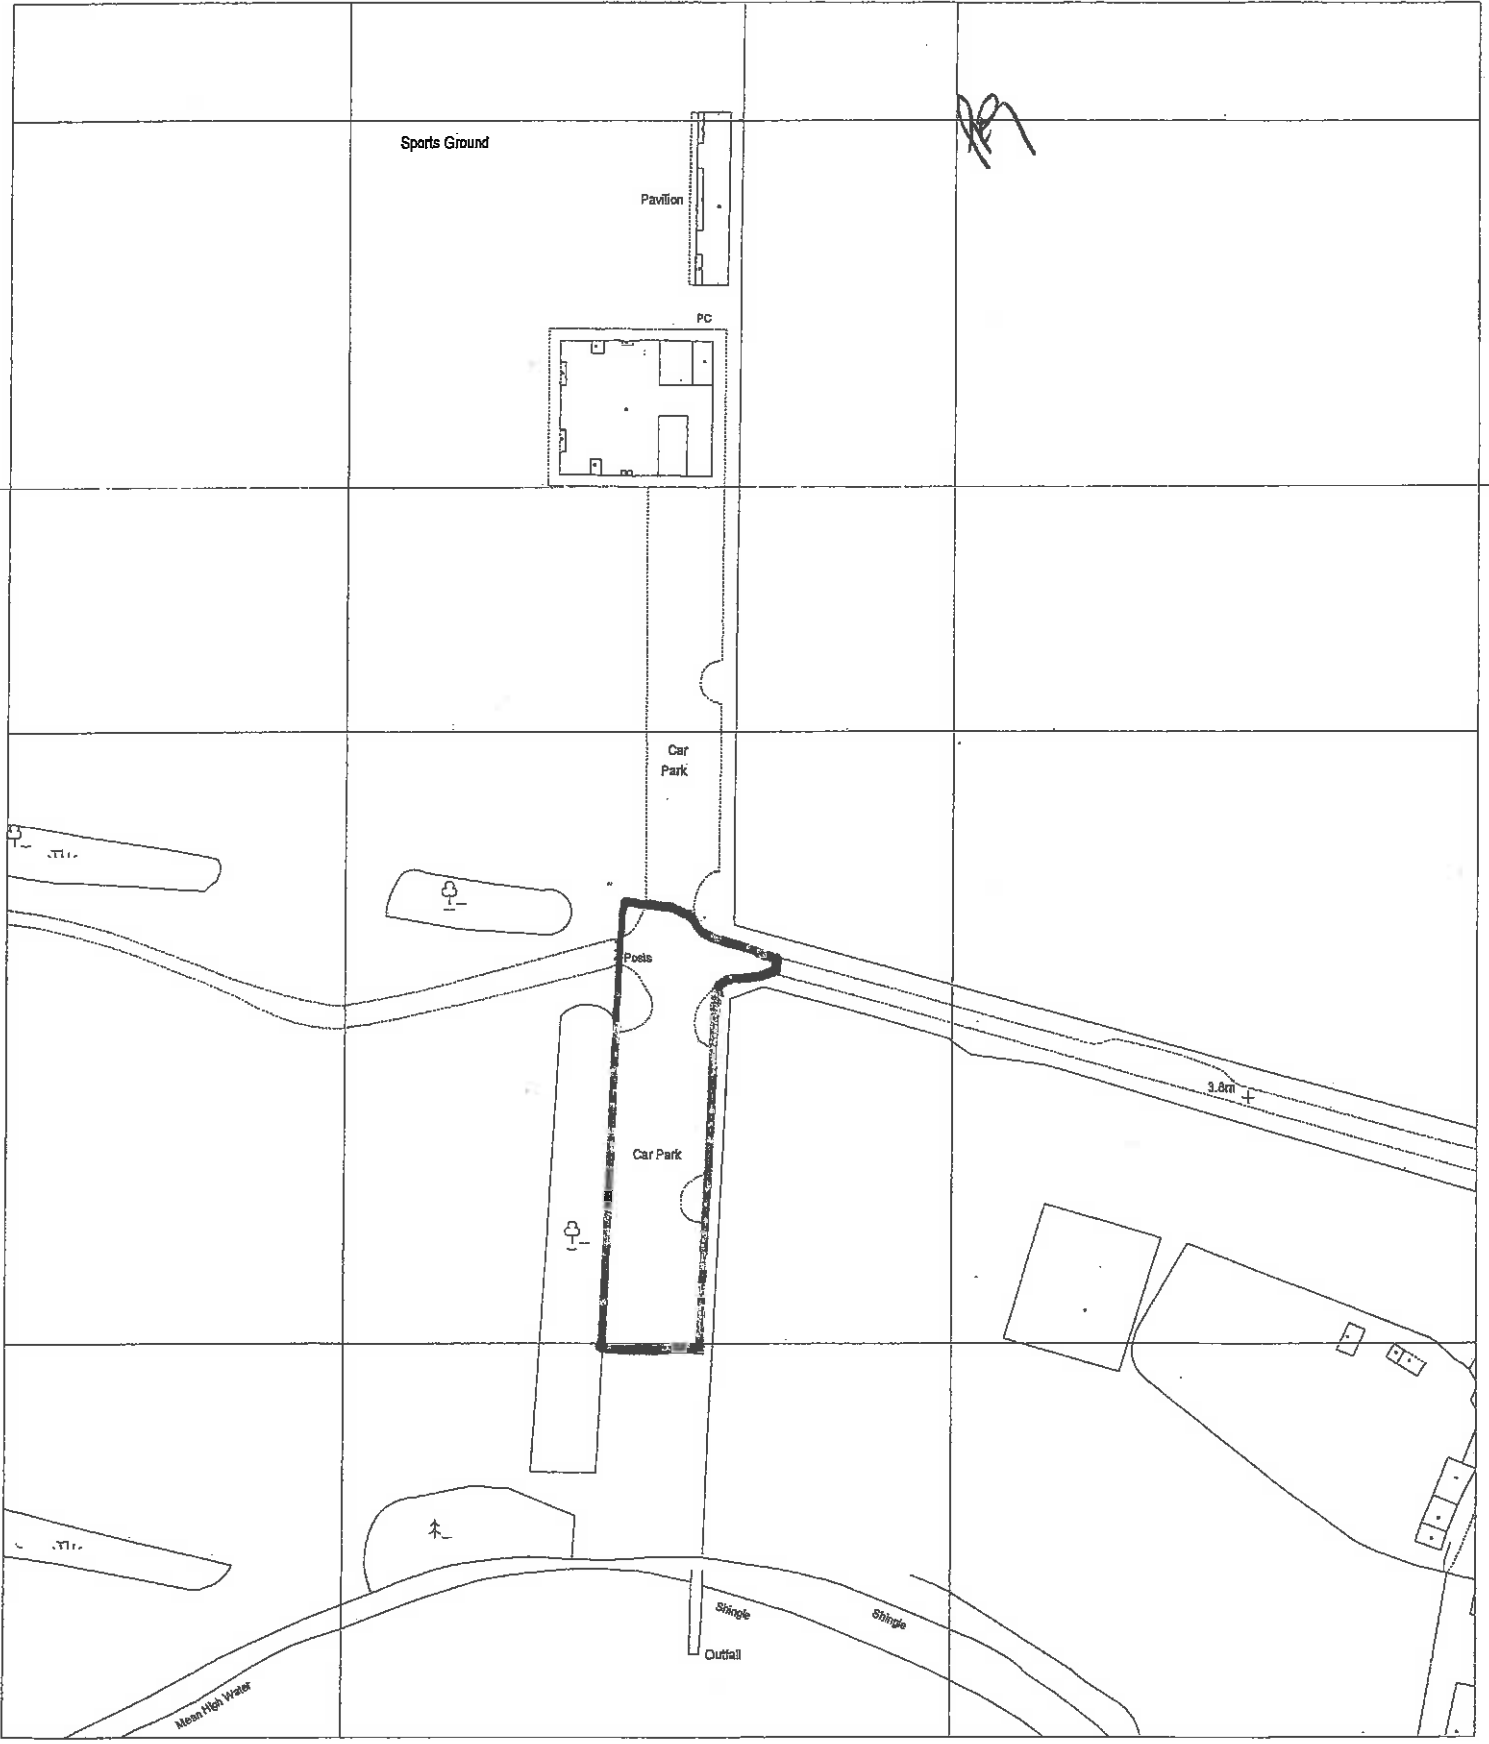 Sports Ground
Pavilion
PC
Car
Park
Posts
3.8m
Car Park
Shingle
Shingle
Outfall
Mean High Water